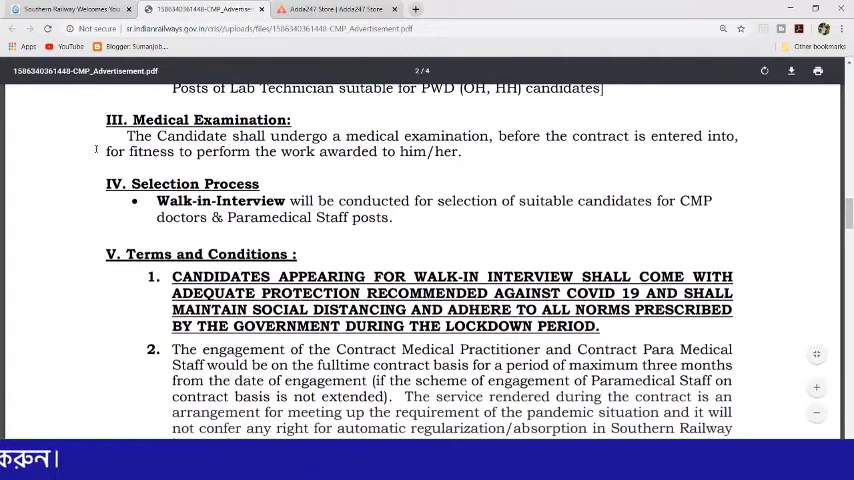 Southern Railway Welcomes You
1586340361448-CMP_Advertisemen
Adda247 Store | Adda247 Store
Not secure | sr.indianrailways.gov.in/cris/uploads/files/1586340361448-CMP_Advertisement.pdf
Apps YouTube Blogger: Sumanjob... Other bookmarks
1586340361448-CMP_Advertisement.pdf 2 / 4
Posts of Lab Technician suitable for PWD (OH, HH) candidates]
III. Medical Examination:
The Candidate shall undergo a medical examination, before the contract is entered into,
for fitness to perform the work awarded to him/her.
IV. Selection Process
• Walk-in-Interview will be conducted for selection of suitable candidates for CMP
doctors & Paramedical Staff posts.
V. Terms and Conditions :
1. CANDIDATES APPEARING FOR WALK-IN INTERVIEW SHALL COME WITH
ADEQUATE PROTECTION RECOMMENDED AGAINST COVID 19 AND SHALL
MAINTAIN SOCIAL DISTANCING AND ADHERE TO ALL NORMS PRESCRIBED
BY THE GOVERNMENT DURING THE LOCKDOWN PERIOD.
2. The engagement of the Contract Medical Practitioner and Contract Para Medical
Staff would be on the fulltime contract basis for a period of maximum three months
from the date of engagement (if the scheme of engagement of Paramedical Staff on
contract basis is not extended). The service rendered during the contract is an
arrangement for meeting up the requirement of the pandemic situation and it will
not confer any right for automatic regularization/absorption in Southern Railway
করুন।